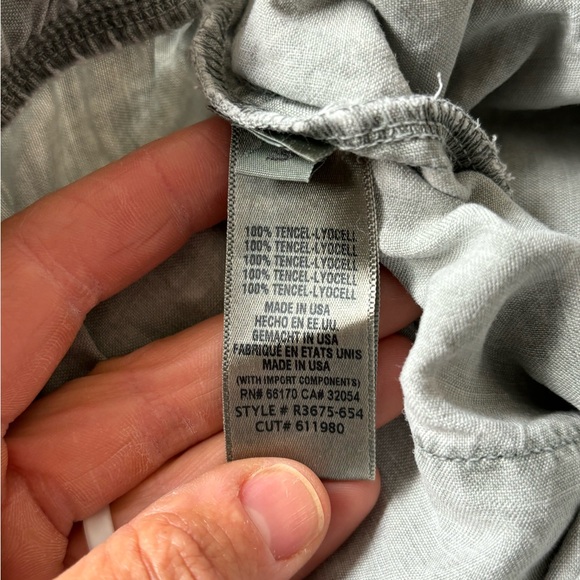 100% TENCEL-LYOCELL
100% TENCEL-LYOCELL
100% TENCEL-LYOCELL
100% TENCEL-LYOCELL
100% TENCEL-LYOCELL
MADE IN USA
HECHO EN EE.UU.
GEMACHT IN USA
FABRIQUÉ EN ETATS UNIS
MADE IN USA
(WITH IMPORT COMPONENTS)
RN# 66170 CA# 32054
STYLE # R3675-654
CUT# 611980